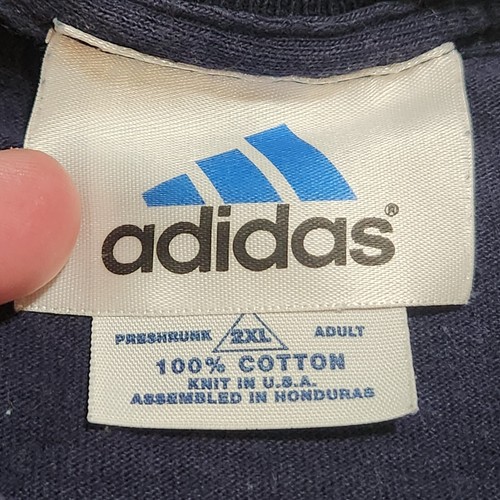 adidas®
PRESHRUNK 2XL ADULT
100% COTTON
KNIT IN U.S.A.
ASSEMBLED IN HONDURAS